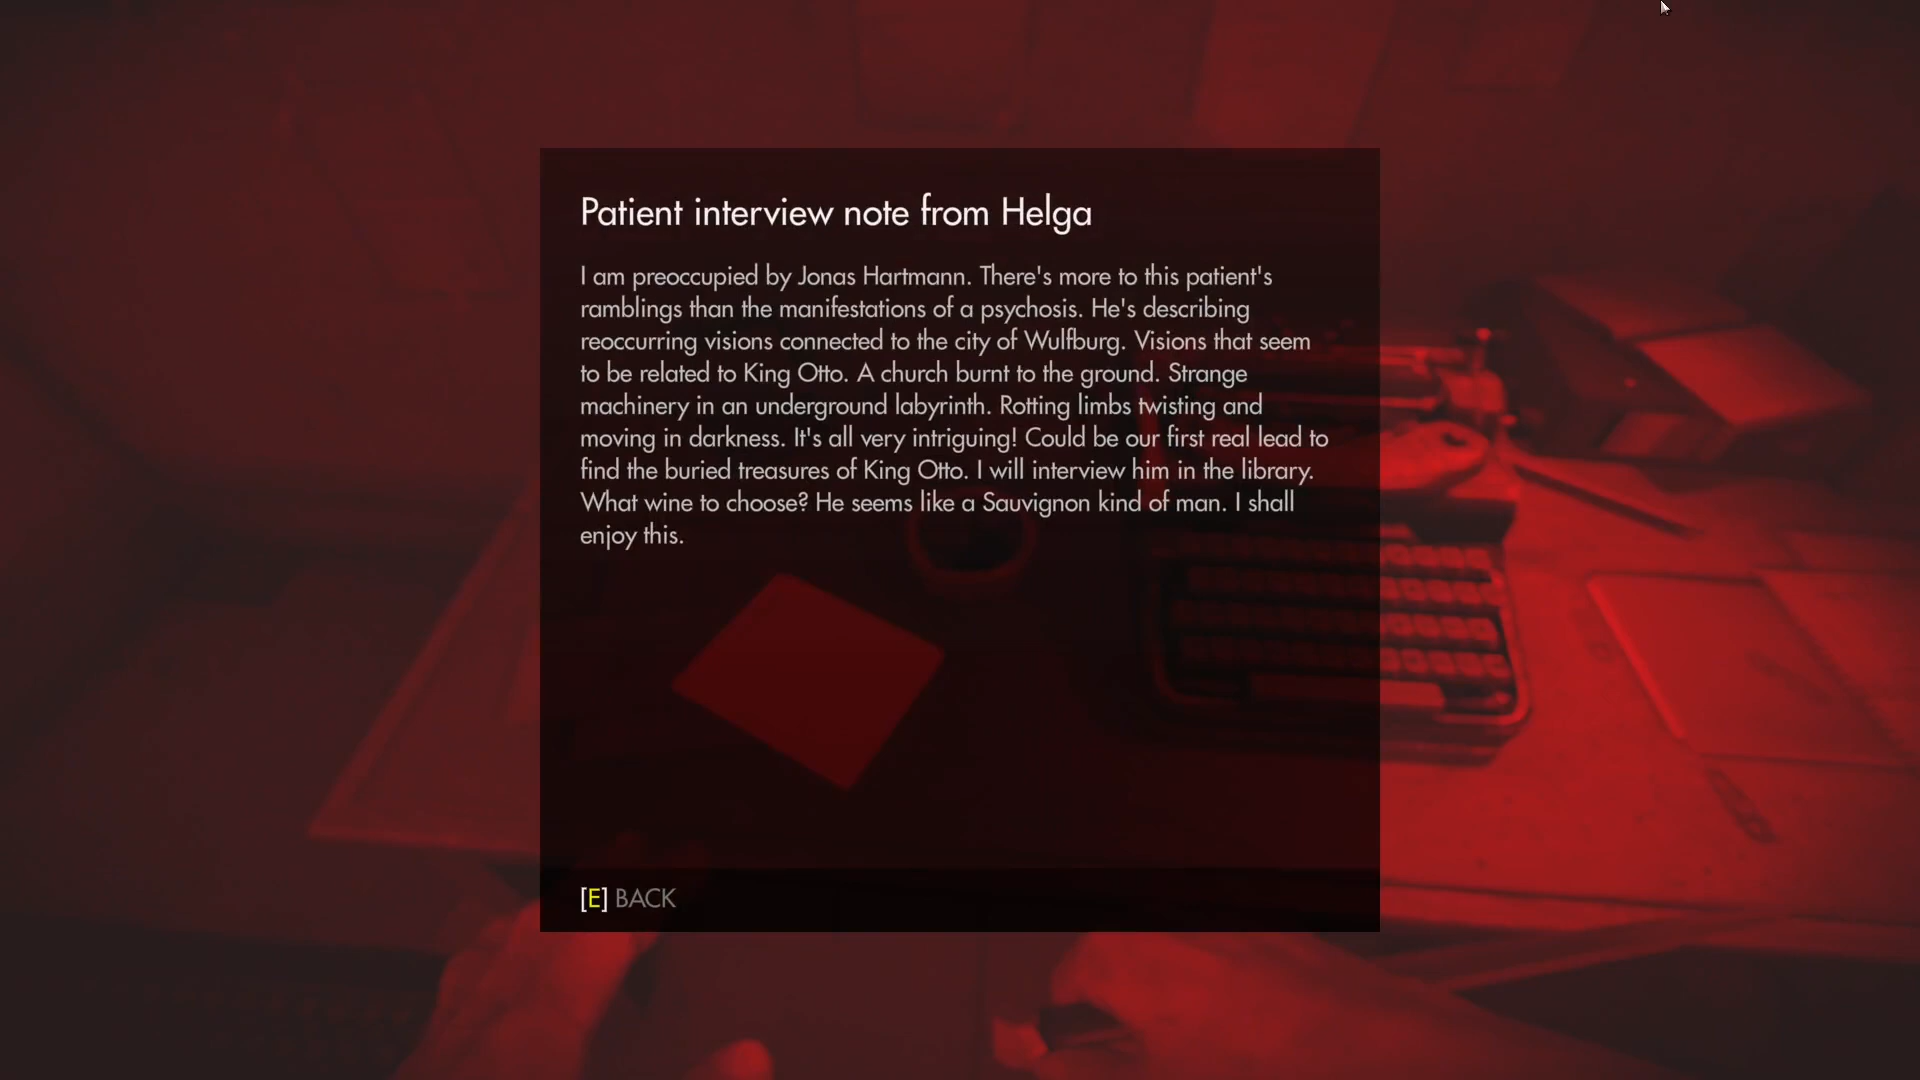 Patient interview note from Helga
I am preoccupied by Jonas Hartmann. There's more to this patient's
ramblings than the manifestations of a psychosis. He's describing
reoccurring visions connected to the city of Wulfburg. Visions that seem
to be related to King Otto. A church burnt to the ground. Strange
machinery in an underground labyrinth. Rotting limbs twisting and
moving in darkness. It's all very intriguing! Could be our first real lead to
find the buried treasures of King Otto. I will interview him in the library.
What wine to choose? He seems like a Sauvignon kind of man. I shall
enjoy this.
[E] BACK